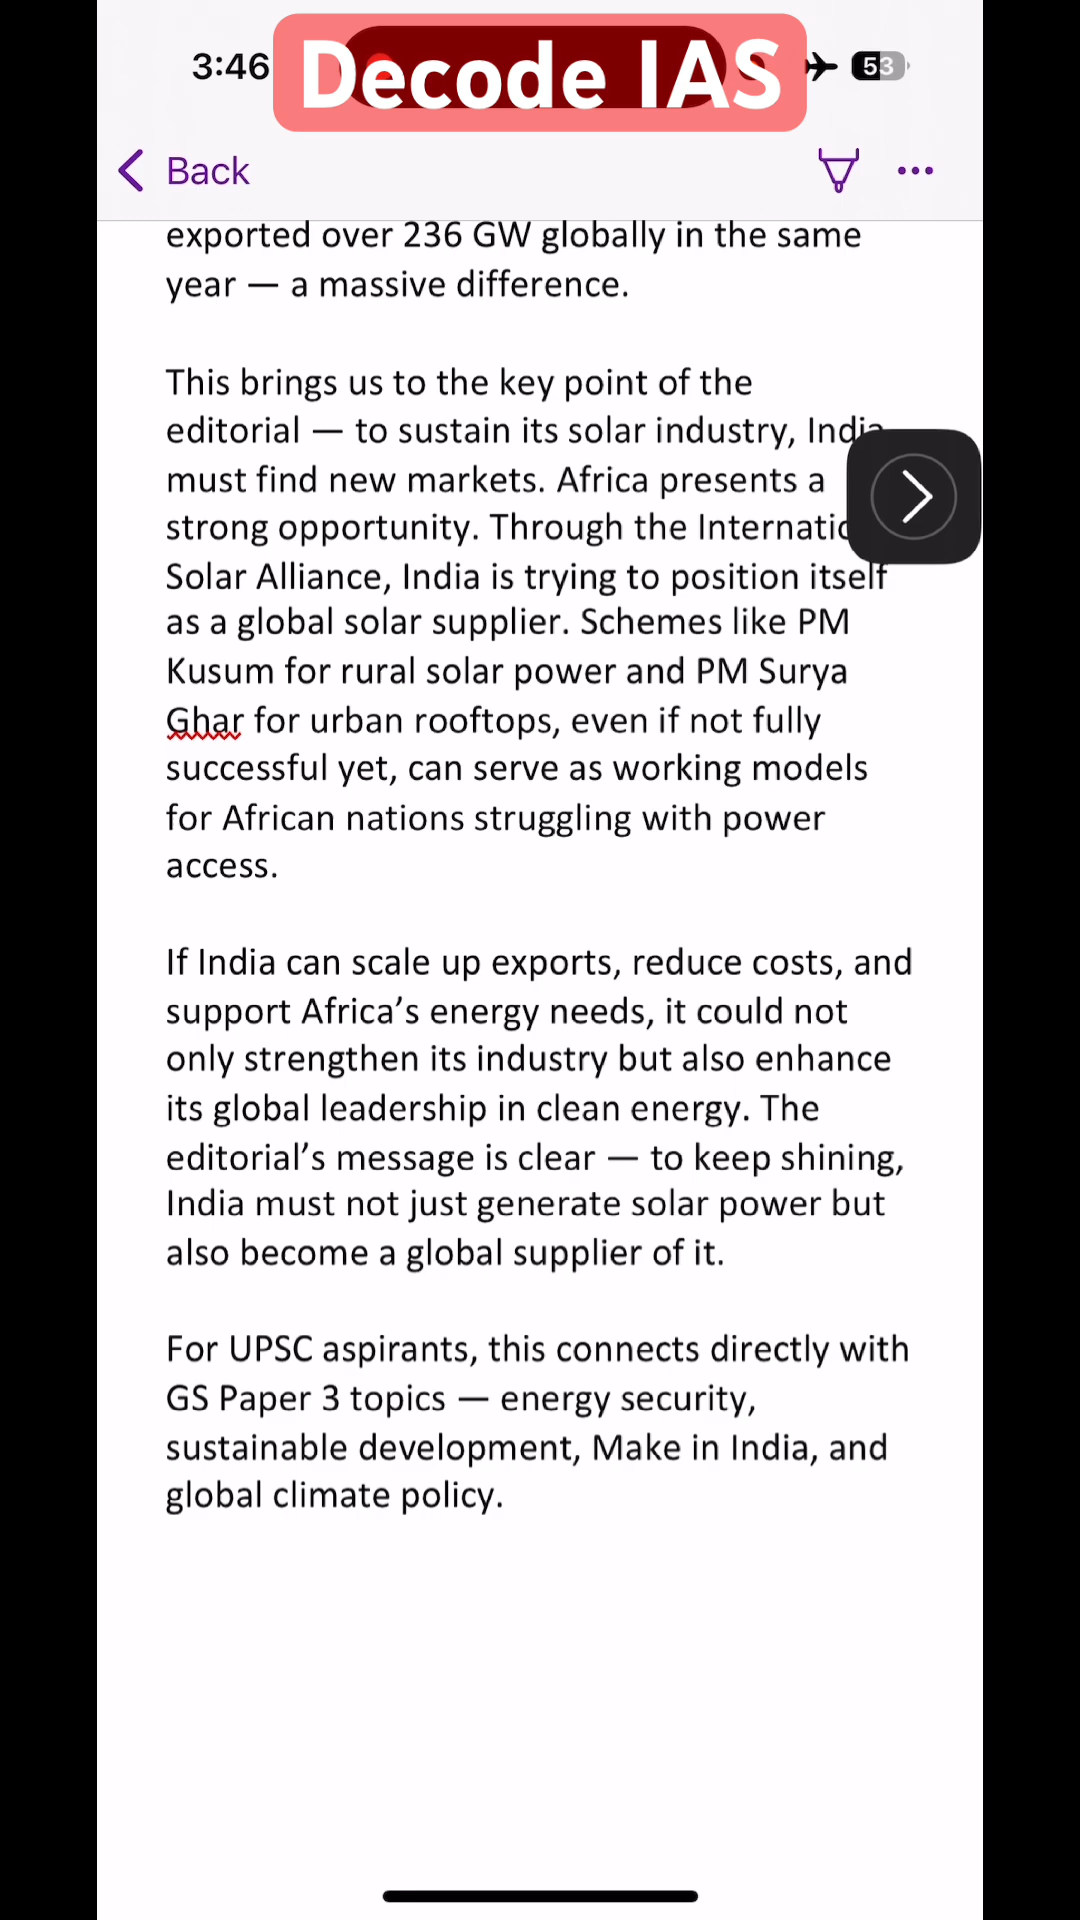 3:46
Decode IAS
53
Back
exported over 236 GW globally in the same
year — a massive difference.
This brings us to the key point of the
editorial — to sustain its solar industry, India
must find new markets. Africa presents a
strong opportunity. Through the
Solar Alliance, India is trying to position itself
as a global solar supplier. Schemes like PM
Kusum for rural solar power and PM Surya
Ghar for urban rooftops, even if not fully
successful yet, can serve as working models
for African nations struggling with power
access.
If India can scale up exports, reduce costs, and
support Africa’s energy needs, it could not
only strengthen its industry but also enhance
its global leadership in clean energy. The
editorial’s message is clear — to keep shining,
India must not just generate solar power but
also become a global supplier of it.
For UPSC aspirants, this connects directly with
GS Paper 3 topics — energy security,
sustainable development, Make in India, and
global climate policy.